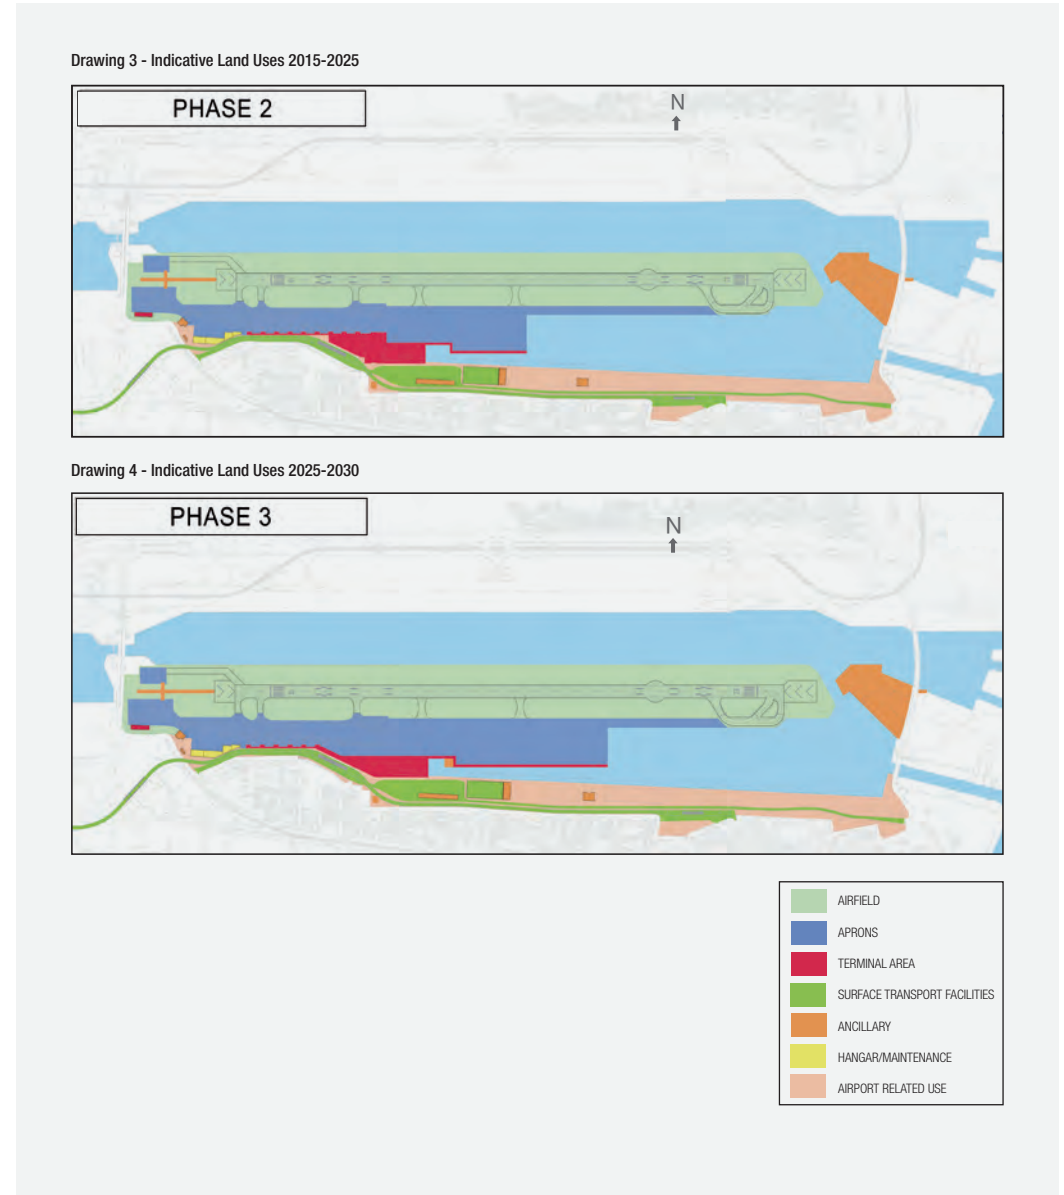 Drawing 3 - Indicative Land Uses 2015-2025
PHASE 2
N
Drawing 4 - Indicative Land Uses 2025-2030
PHASE 3
N
AIRFIELD
APRONS
TERMINAL AREA
SURFACE TRANSPORT FACILITIES
ANCILLARY
HANGAR/MAINTENANCE
AIRPORT RELATED USE